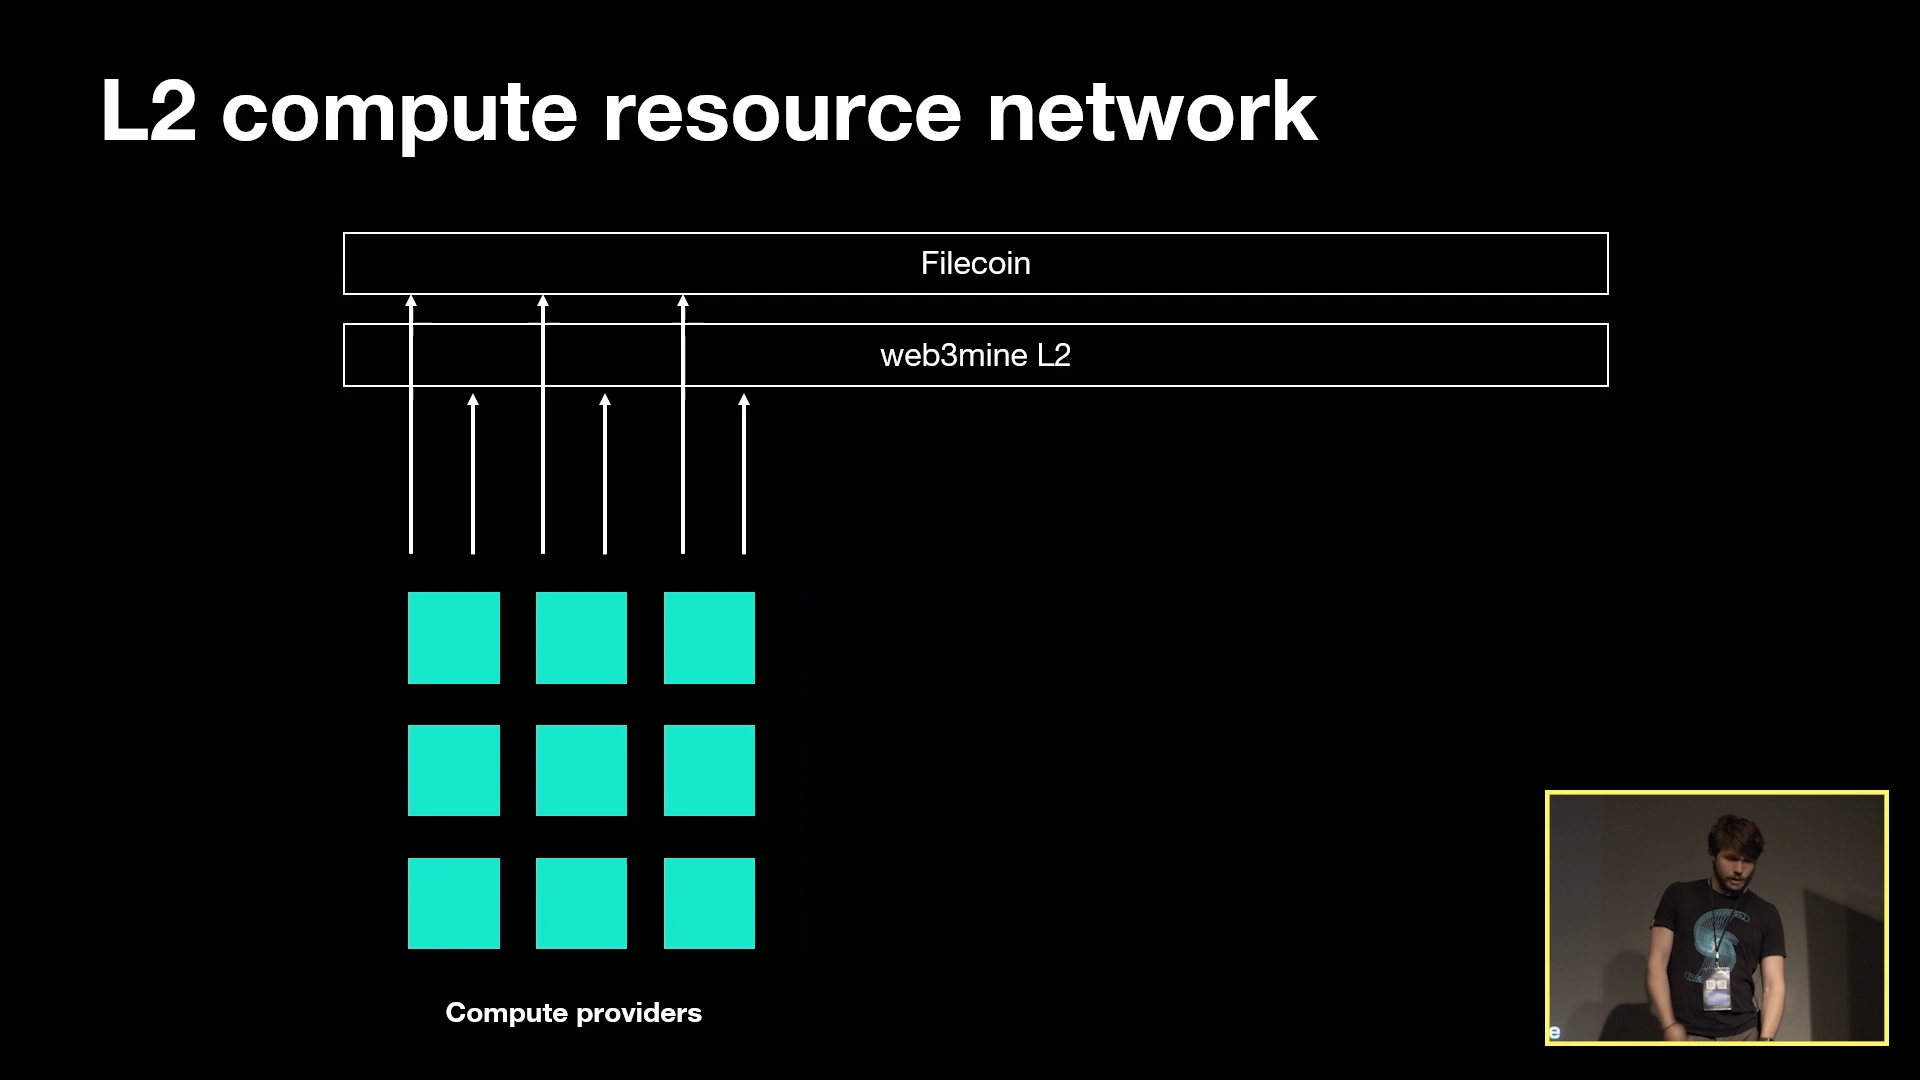 L2 compute resource network
Filecoin
web3mine L2
Compute providers
e